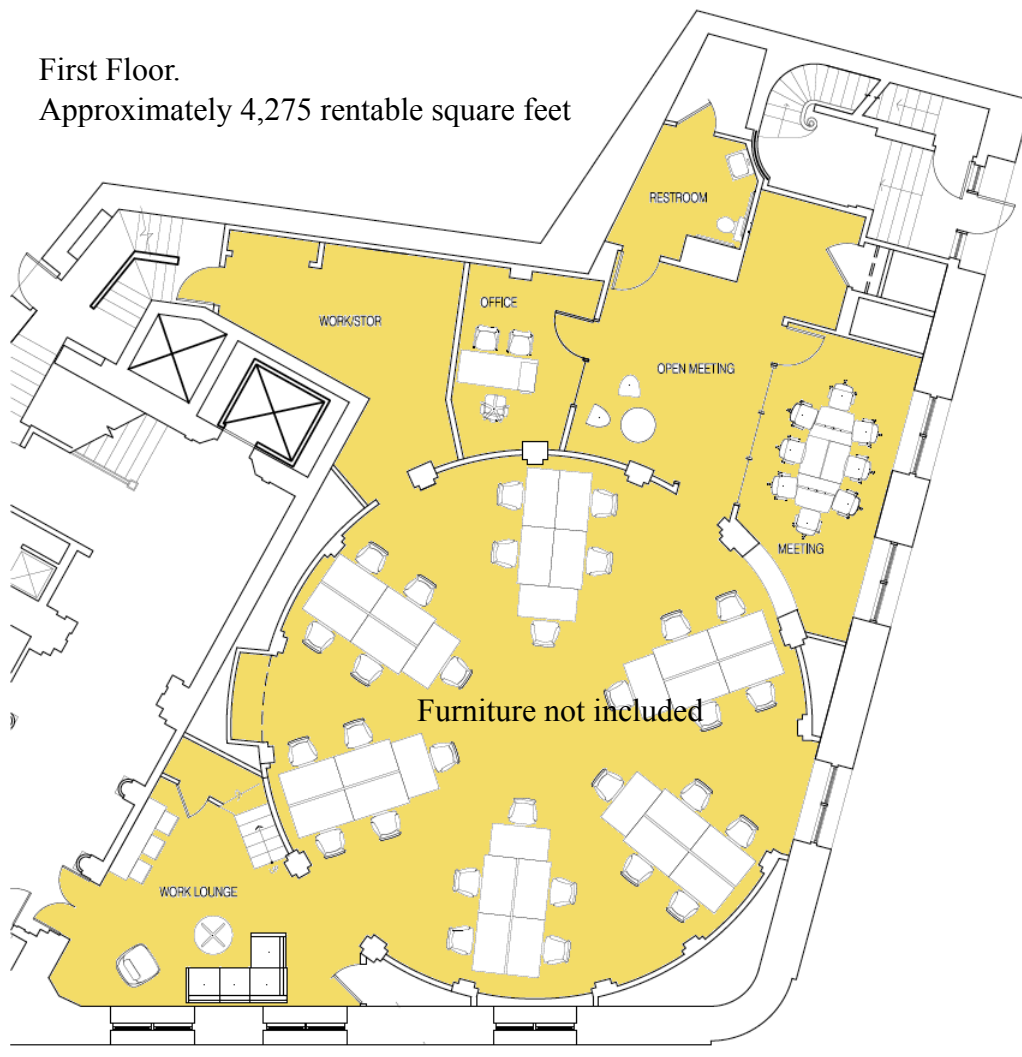 First Floor.
Approximately 4,275 rentable square feet
RESTROOM
OFFICE
WORK/STOR
OPEN MEETING
MEETING
Furniture not included
WORK LOUNGE